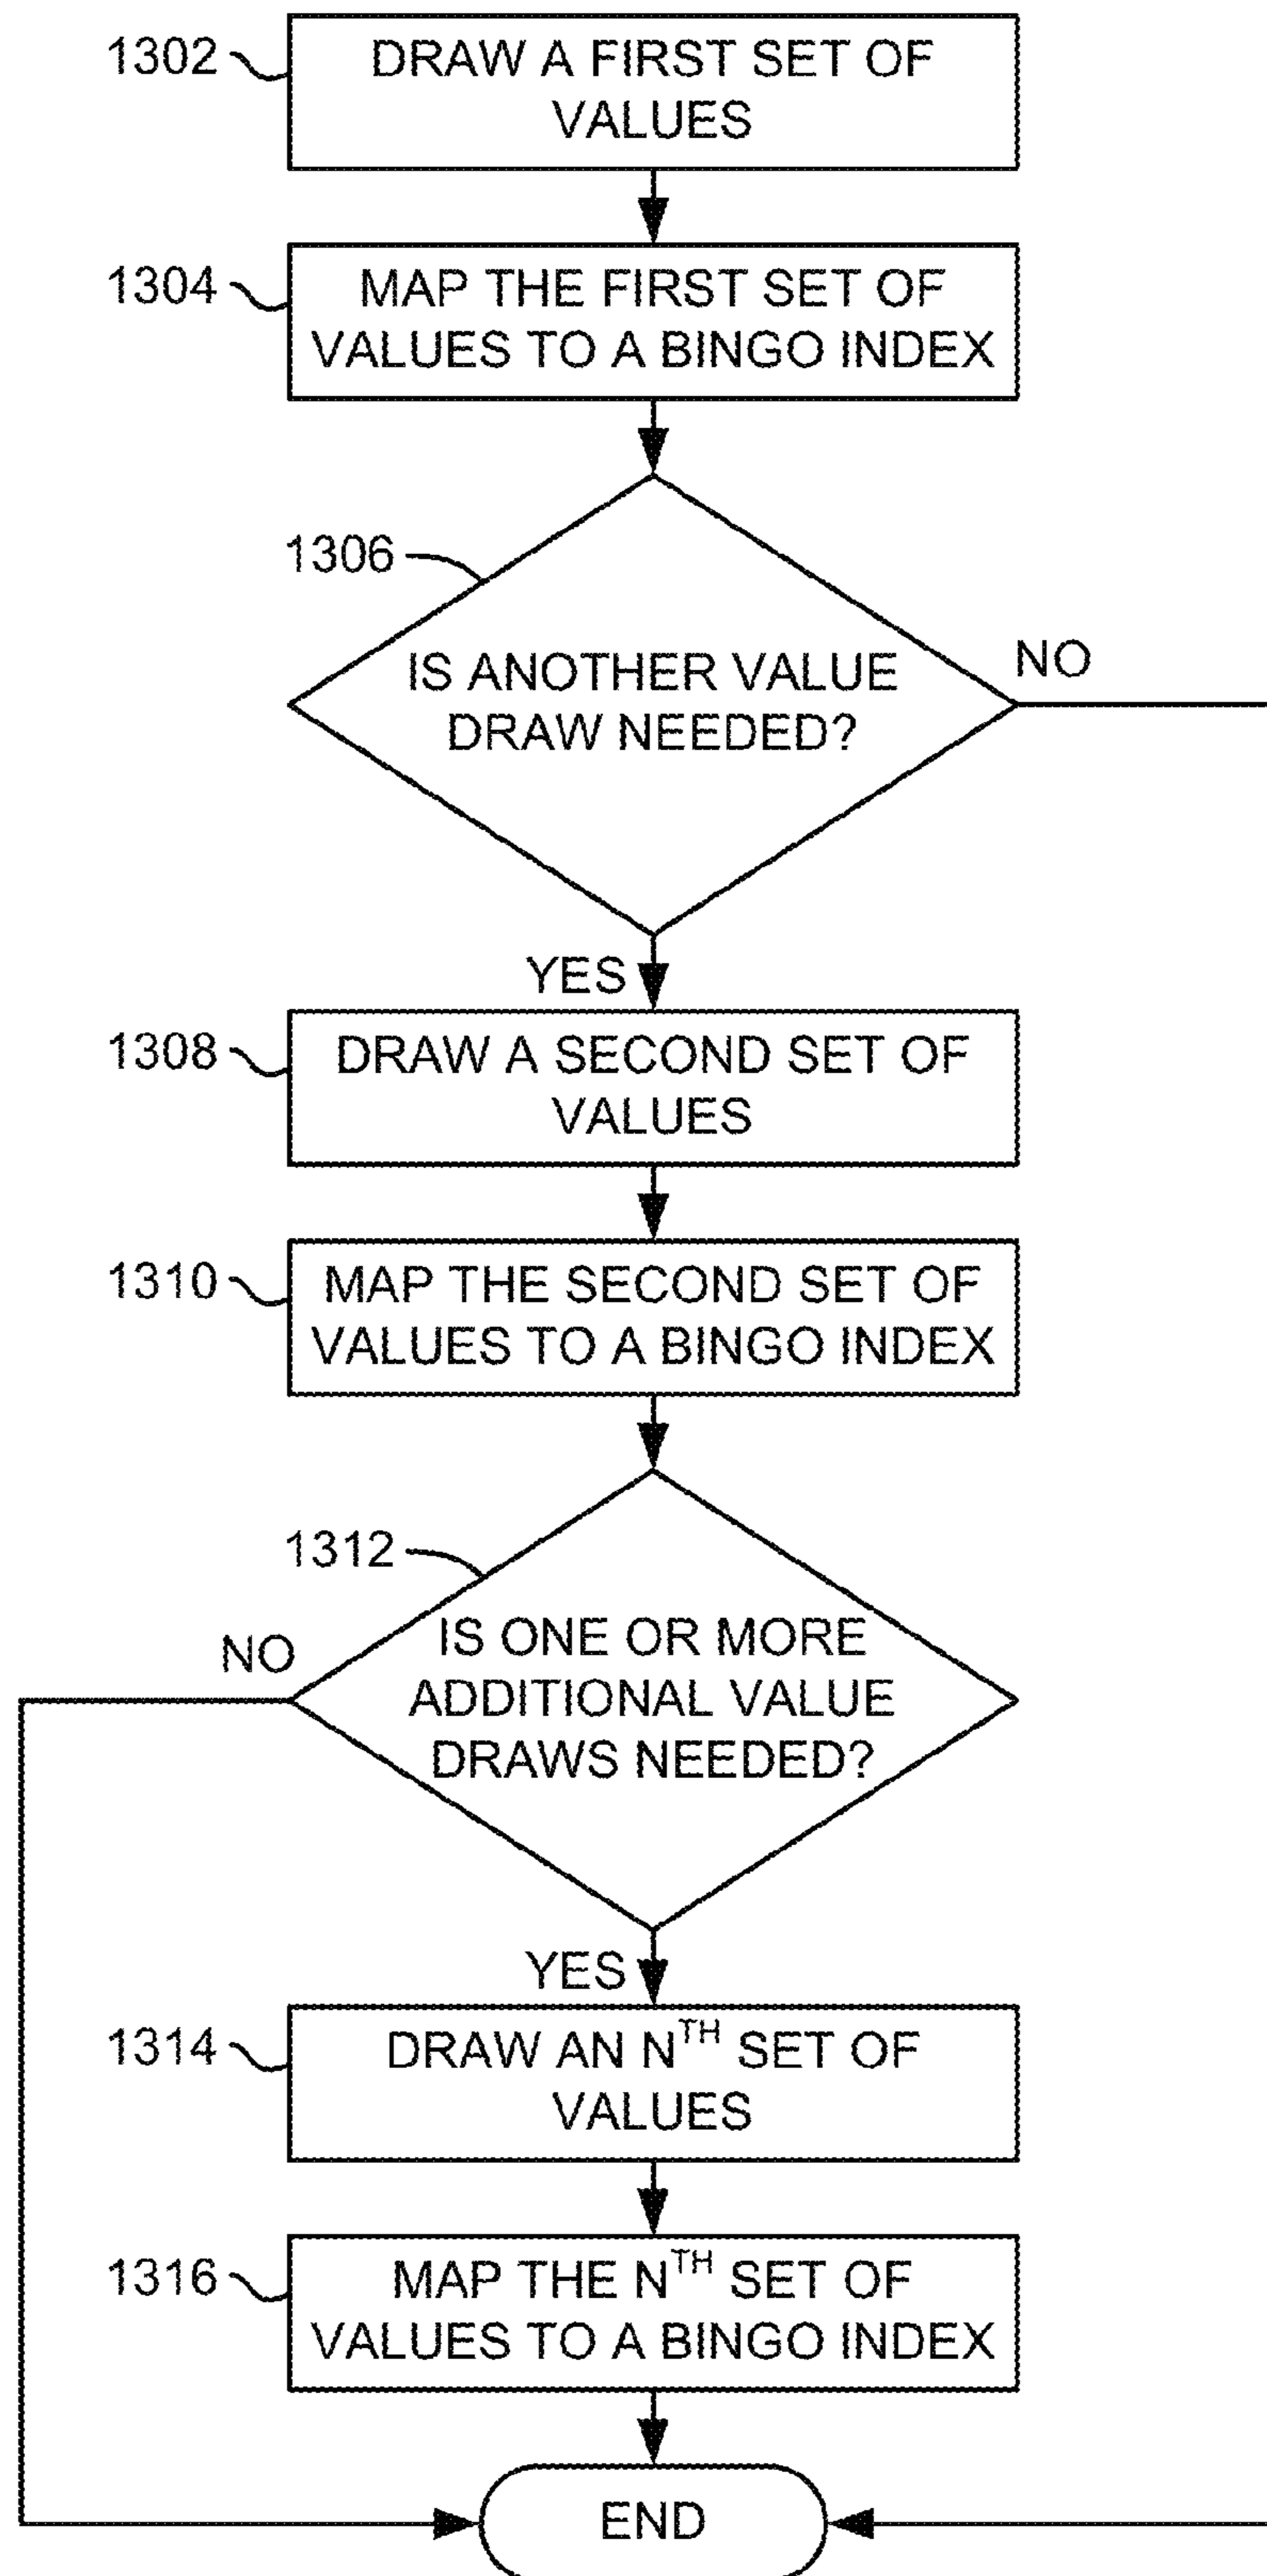 1302
DRAW A FIRST SET OF
VALUES
1304
MAP THE FIRST SET OF
VALUES TO A BINGO INDEX
1306
IS ANOTHER VALUE
DRAW NEEDED?
NO
YES
1308
DRAW A SECOND SET OF
VALUES
1310
MAP THE SECOND SET OF
VALUES TO A BINGO INDEX
1312
NO
IS ONE OR MORE
ADDITIONAL VALUE
DRAWS NEEDED?
YES
1314
DRAW AN Nᵀᴴ SET OF
VALUES
1316
MAP THE Nᵀᴴ SET OF
VALUES TO A BINGO INDEX
END